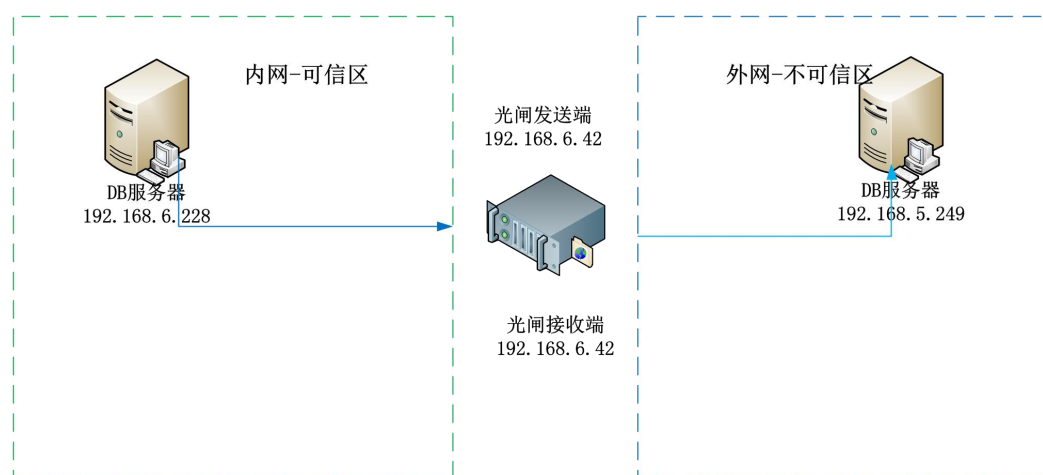 内网-可信区
外网-不可信区
光闸发送端
192.168.6.42
DB服务器
192.168.6.228
DB服务器
192.168.5.249
光闸接收端
192.168.6.42